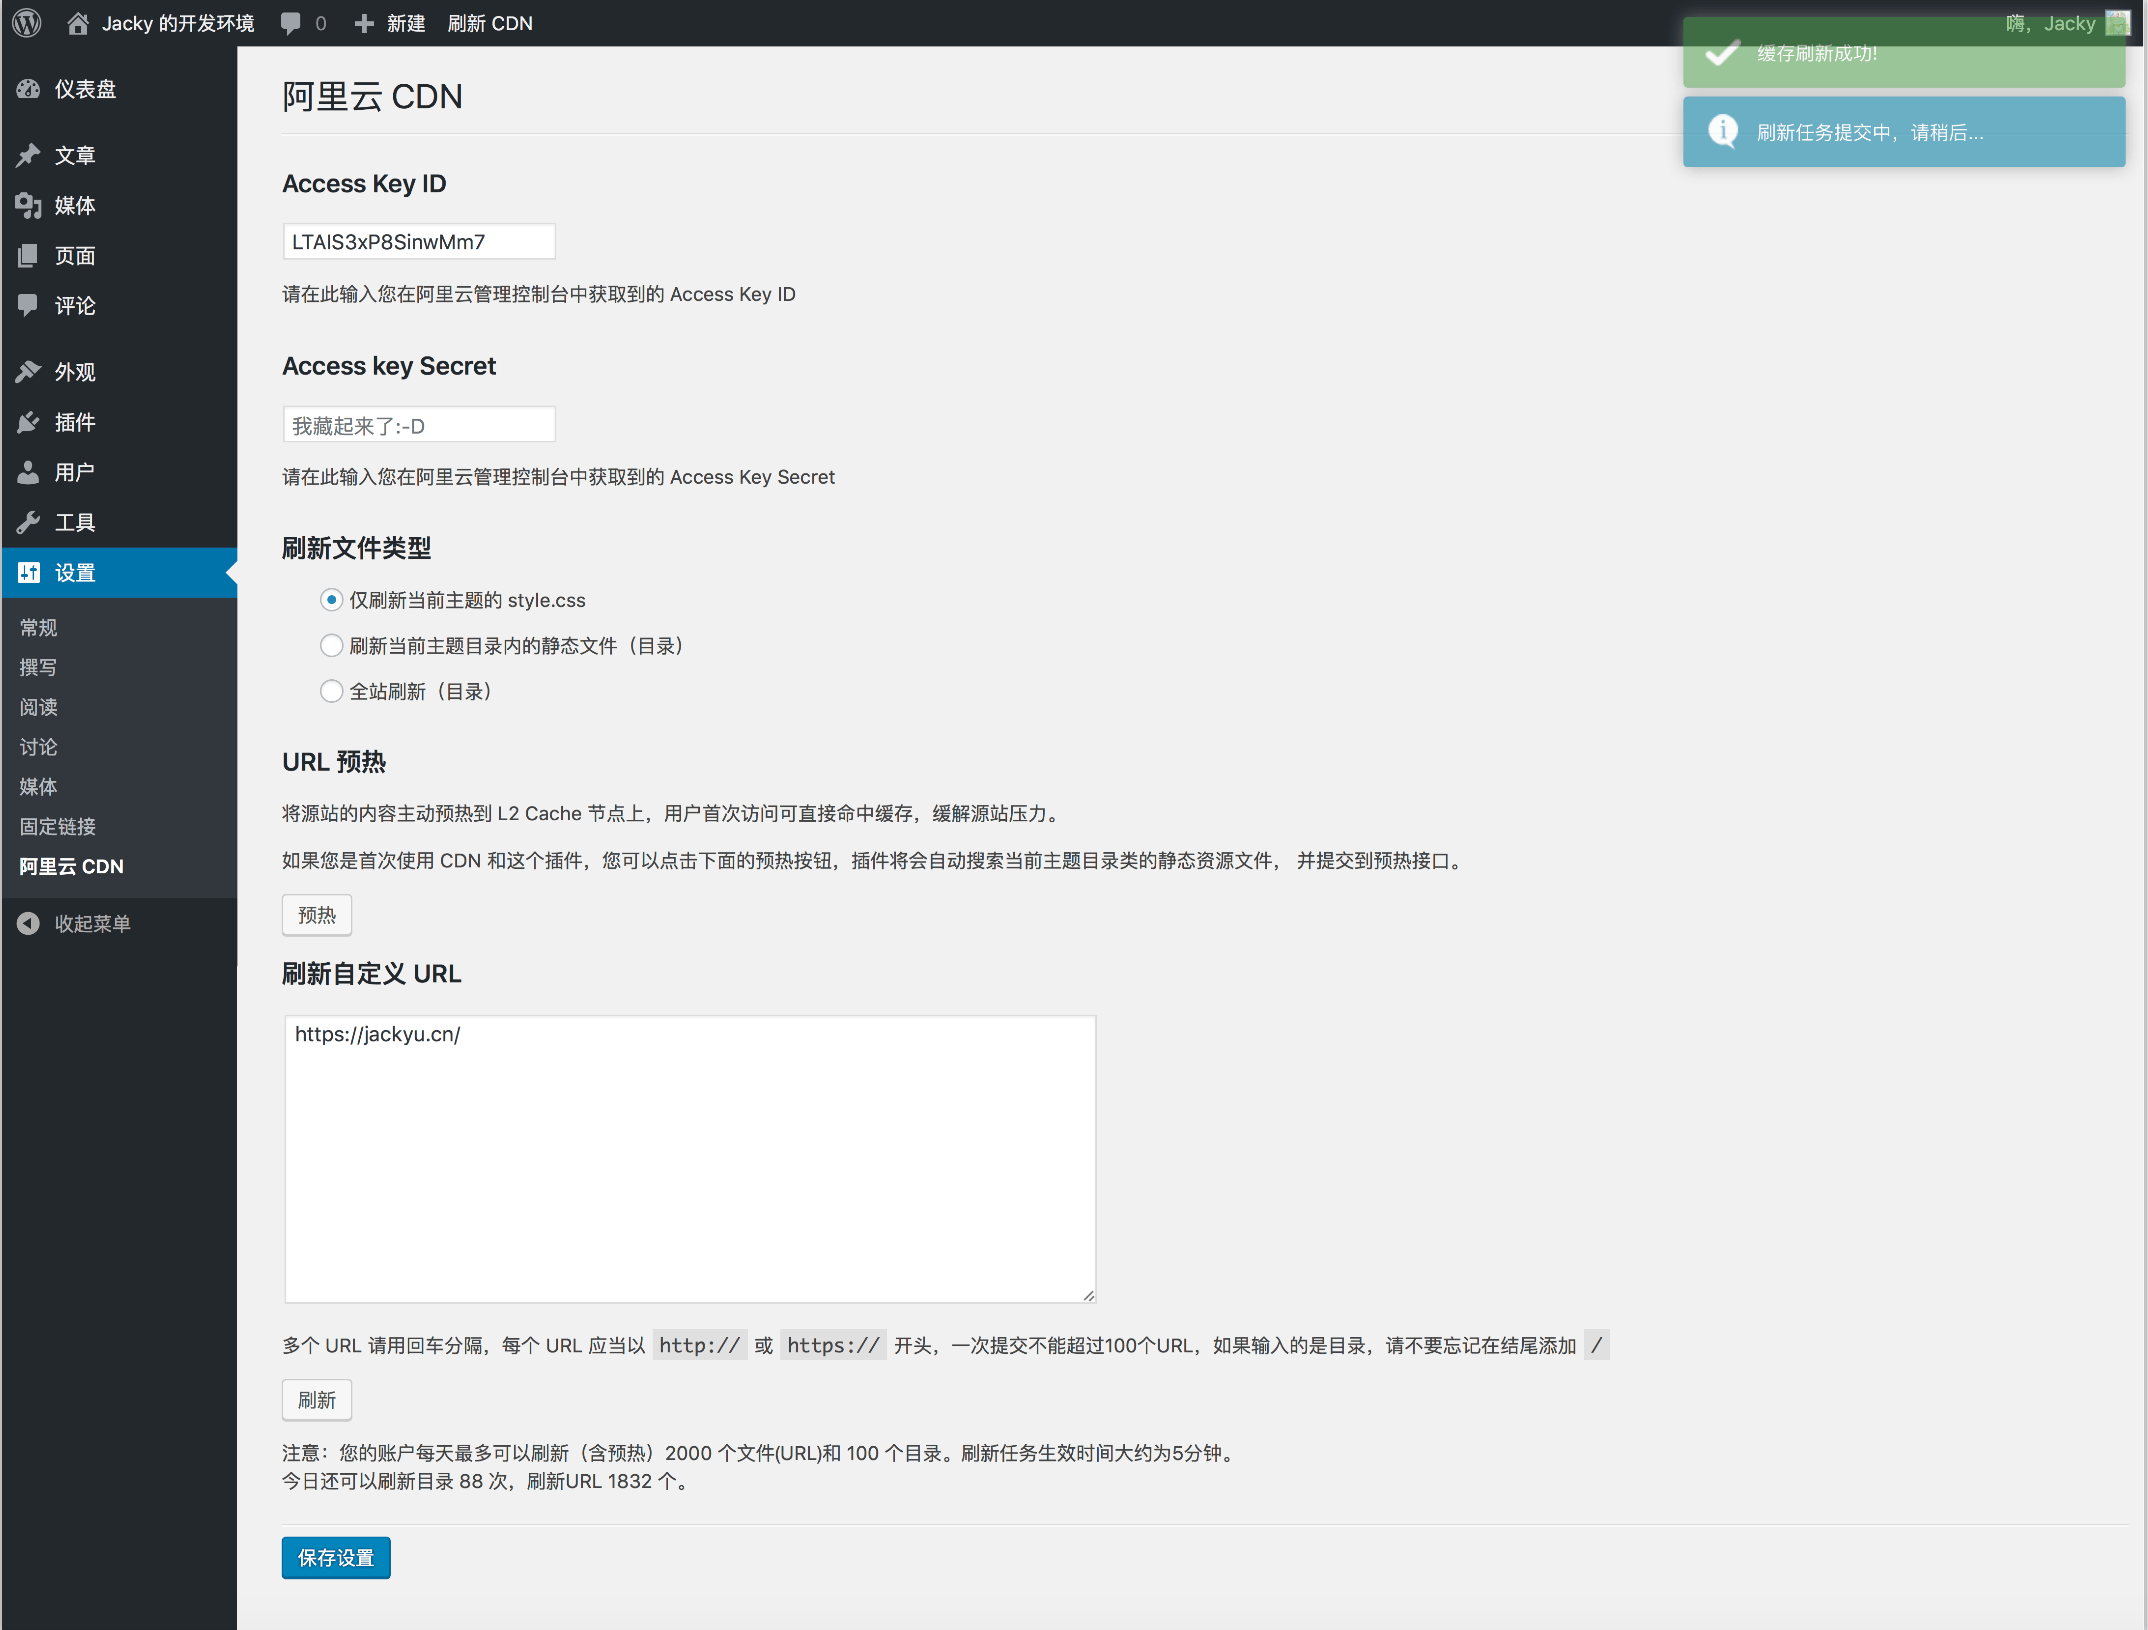 Jacky 的开发环境 0 新建 刷新 CDN 嗨，Jacky
缓存刷新成功!
刷新任务提交中，请稍后...
仪表盘
文章
媒体
页面
评论
外观
插件
用户
工具
设置
常规
撰写
阅读
讨论
媒体
固定链接
阿里云 CDN
收起菜单
阿里云 CDN
Access Key ID
LTAIS3xP8SinwMm7
请在此输入您在阿里云管理控制台中获取到的 Access Key ID
Access key Secret
我藏起来了:-D
请在此输入您在阿里云管理控制台中获取到的 Access Key Secret
刷新文件类型
仅刷新当前主题的 style.css
刷新当前主题目录内的静态文件（目录）
全站刷新（目录）
URL 预热
将源站的内容主动预热到 L2 Cache 节点上，用户首次访问可直接命中缓存，缓解源站压力。
如果您是首次使用 CDN 和这个插件，您可以点击下面的预热按钮，插件将会自动搜索当前主题目录类的静态资源文件， 并提交到预热接口。
预热
刷新自定义 URL
https://jackyu.cn/
多个 URL 请用回车分隔，每个 URL 应当以 http:// 或 https:// 开头，一次提交不能超过100个URL，如果输入的是目录，请不要忘记在结尾添加 /
刷新
注意：您的账户每天最多可以刷新（含预热）2000 个文件(URL)和 100 个目录。刷新任务生效时间大约为5分钟。
今日还可以刷新目录 88 次，刷新URL 1832 个。
保存设置